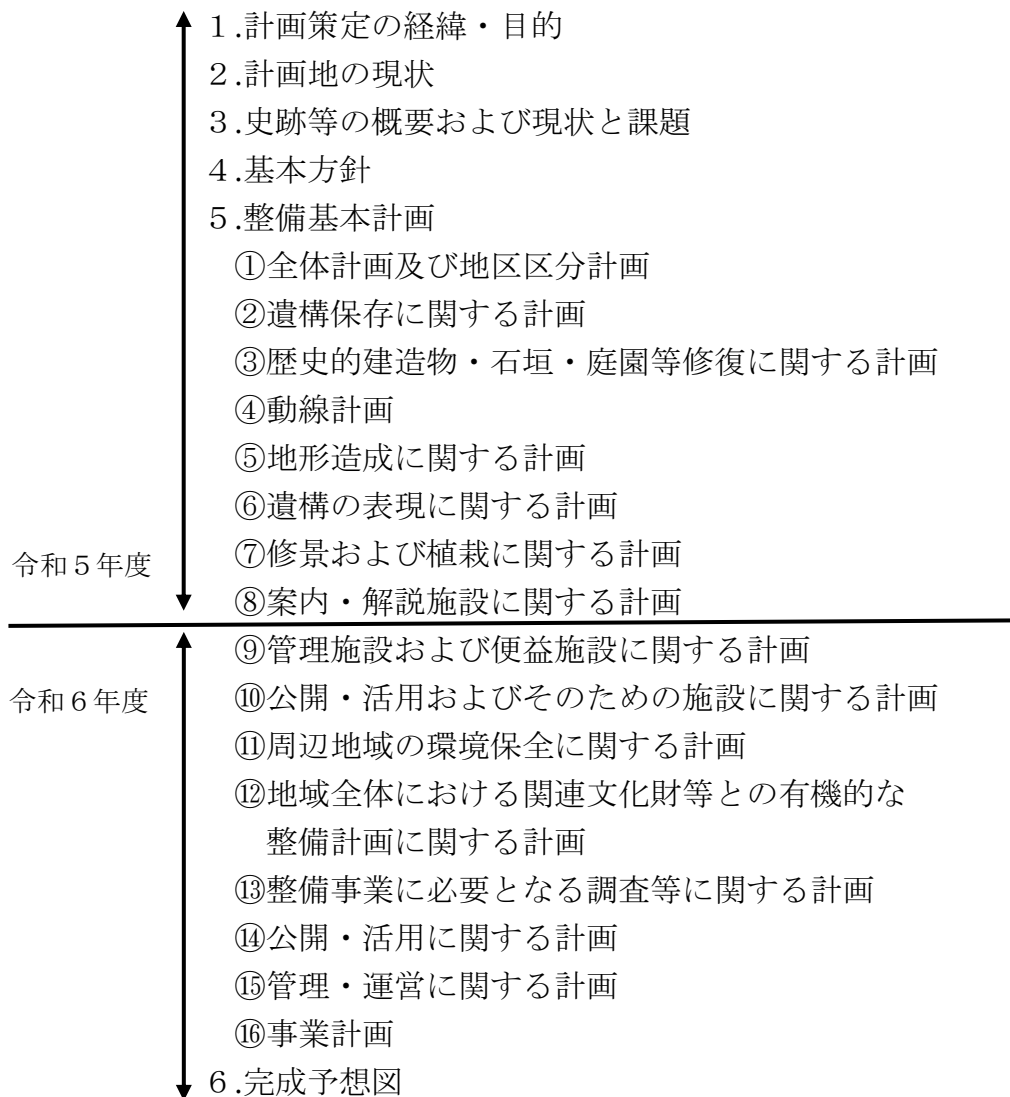 １.計画策定の経緯・目的
２.計画地の現状
３.史跡等の概要および現状と課題
４.基本方針
５.整備基本計画
①全体計画及び地区区分計画
②遺構保存に関する計画
③歴史的建造物・石垣・庭園等修復に関する計画
④動線計画
⑤地形造成に関する計画
⑥遺構の表現に関する計画
⑦修景および植栽に関する計画
令和５年度
⑧案内・解説施設に関する計画
⑨管理施設および便益施設に関する計画
令和６年度
⑩公開・活用およびそのための施設に関する計画
⑪周辺地域の環境保全に関する計画
⑫地域全体における関連文化財等との有機的な
整備計画に関する計画
⑬整備事業に必要となる調査等に関する計画
⑭公開・活用に関する計画
⑮管理・運営に関する計画
⑯事業計画
６.完成予想図